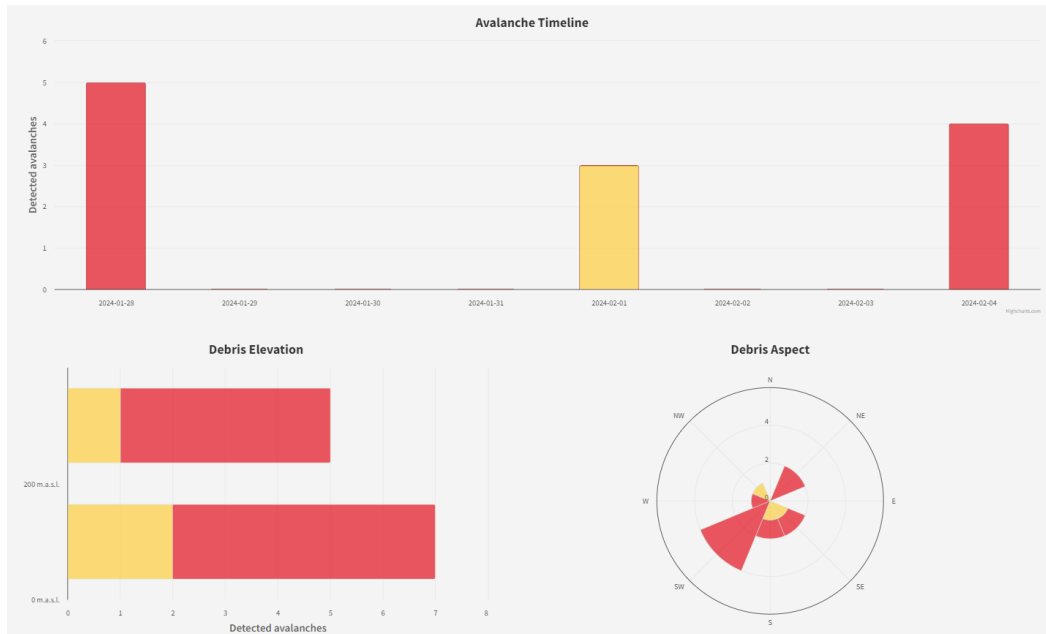 Avalanche Timeline
6
5
4
3
2
1
0
Detected avalanches
2024-01-28 2024-01-29 2024-01-30 2024-01-31 2024-02-01 2024-02-02 2024-02-03 2024-02-04
Highcharts.com
Debris Elevation
200 m.a.s.l.
0 m.a.s.l.
0 1 2 3 4 5 6 7 8
Detected avalanches
Debris Aspect
N
NW NE
4
2
0
W E
SW SE
S